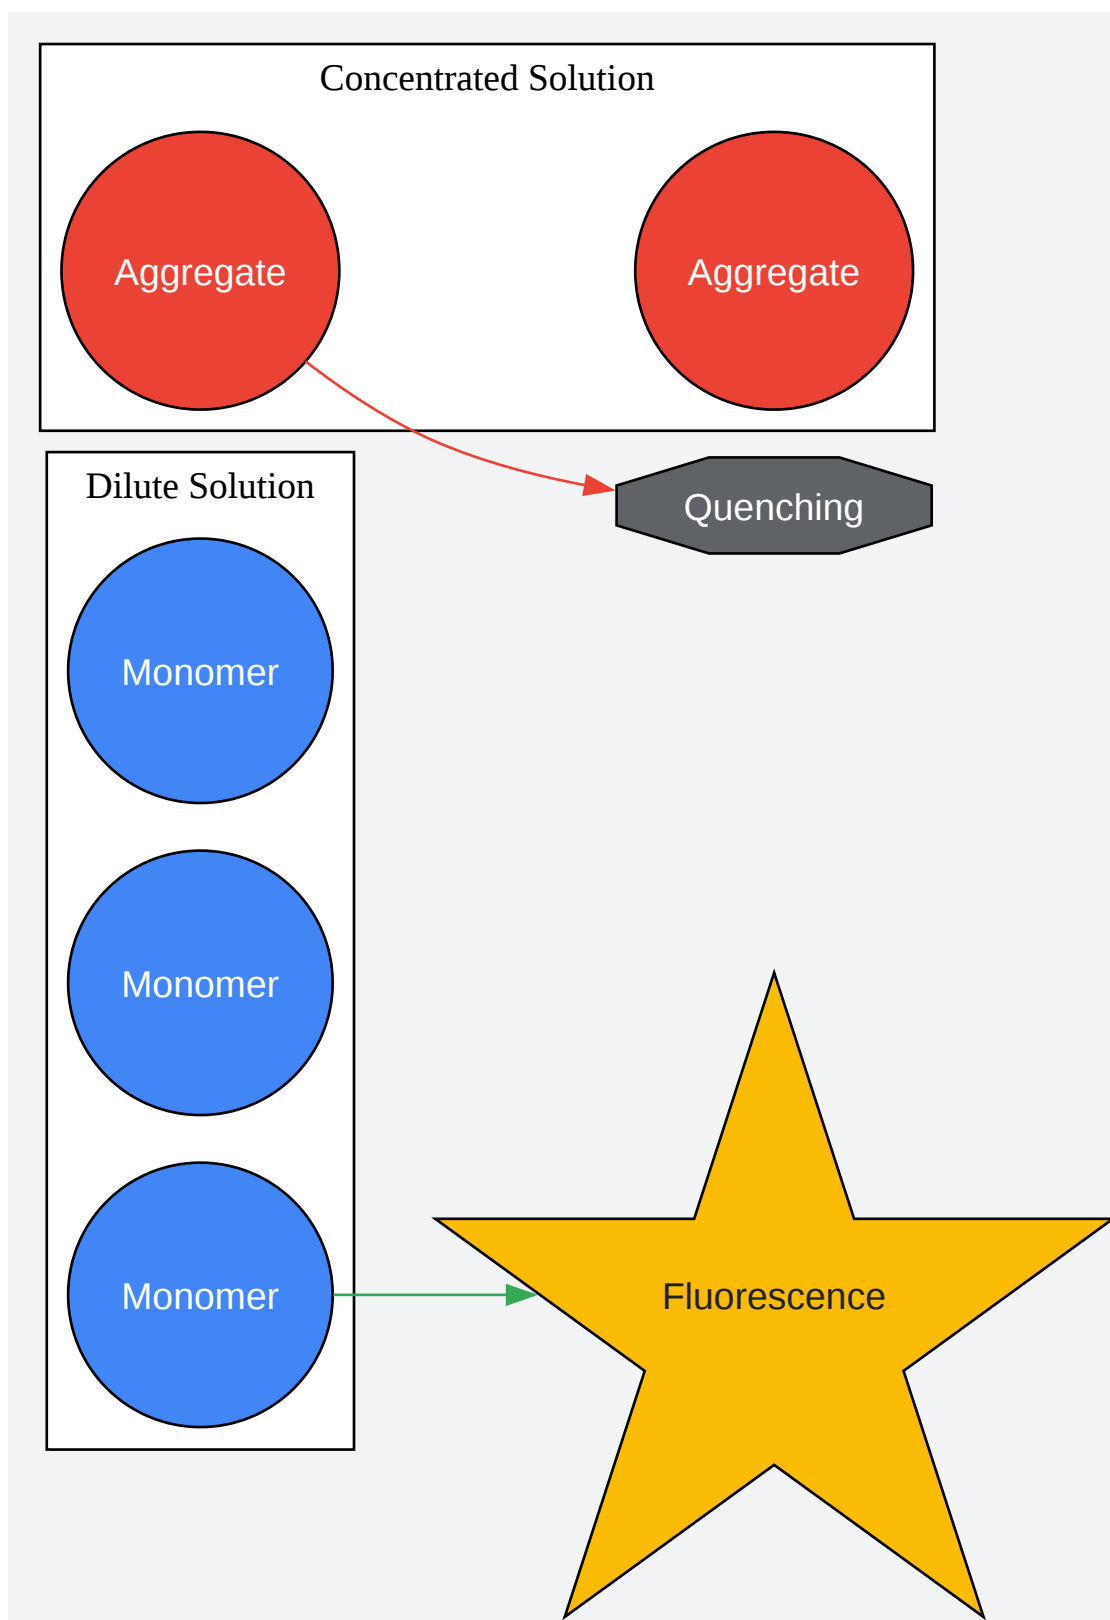 Concentrated Solution
Aggregate
Aggregate
Quenching
Dilute Solution
Monomer
Monomer
Monomer
Fluorescence